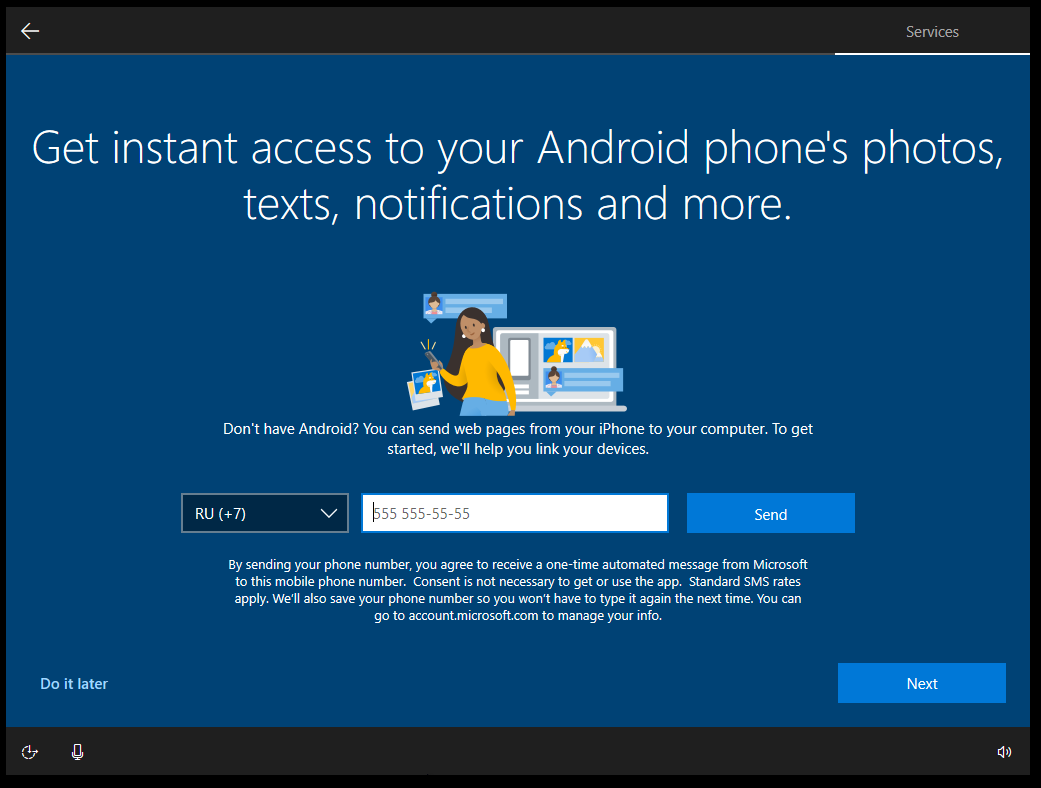 Services
Get instant access to your Android phone's photos,
texts, notifications and more.
Don't have Android? You can send web pages from your iPhone to your computer. To get
started, we'll help you link your devices.
RU (+7)
555 555-55-55
Send
By sending your phone number, you agree to receive a one-time automated message from Microsoft
to this mobile phone number.  Consent is not necessary to get or use the app.  Standard SMS rates
apply. We'll also save your phone number so you won't have to type it again the next time. You can
go to account.microsoft.com to manage your info.
Do it later
Next